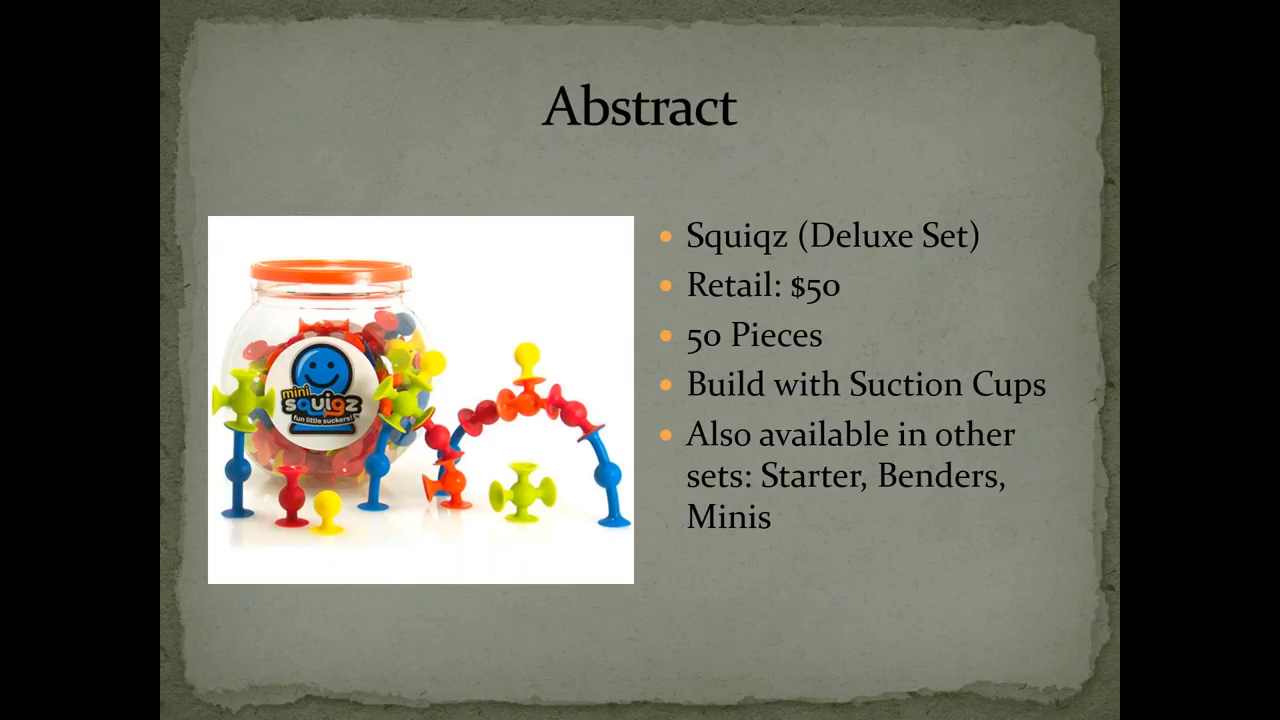 Abstract
Squiqz (Deluxe Set)
Retail: $50
50 Pieces
Build with Suction Cups
Also available in other
sets: Starter, Benders,
Minis
mini
squigz
fun little suckers!